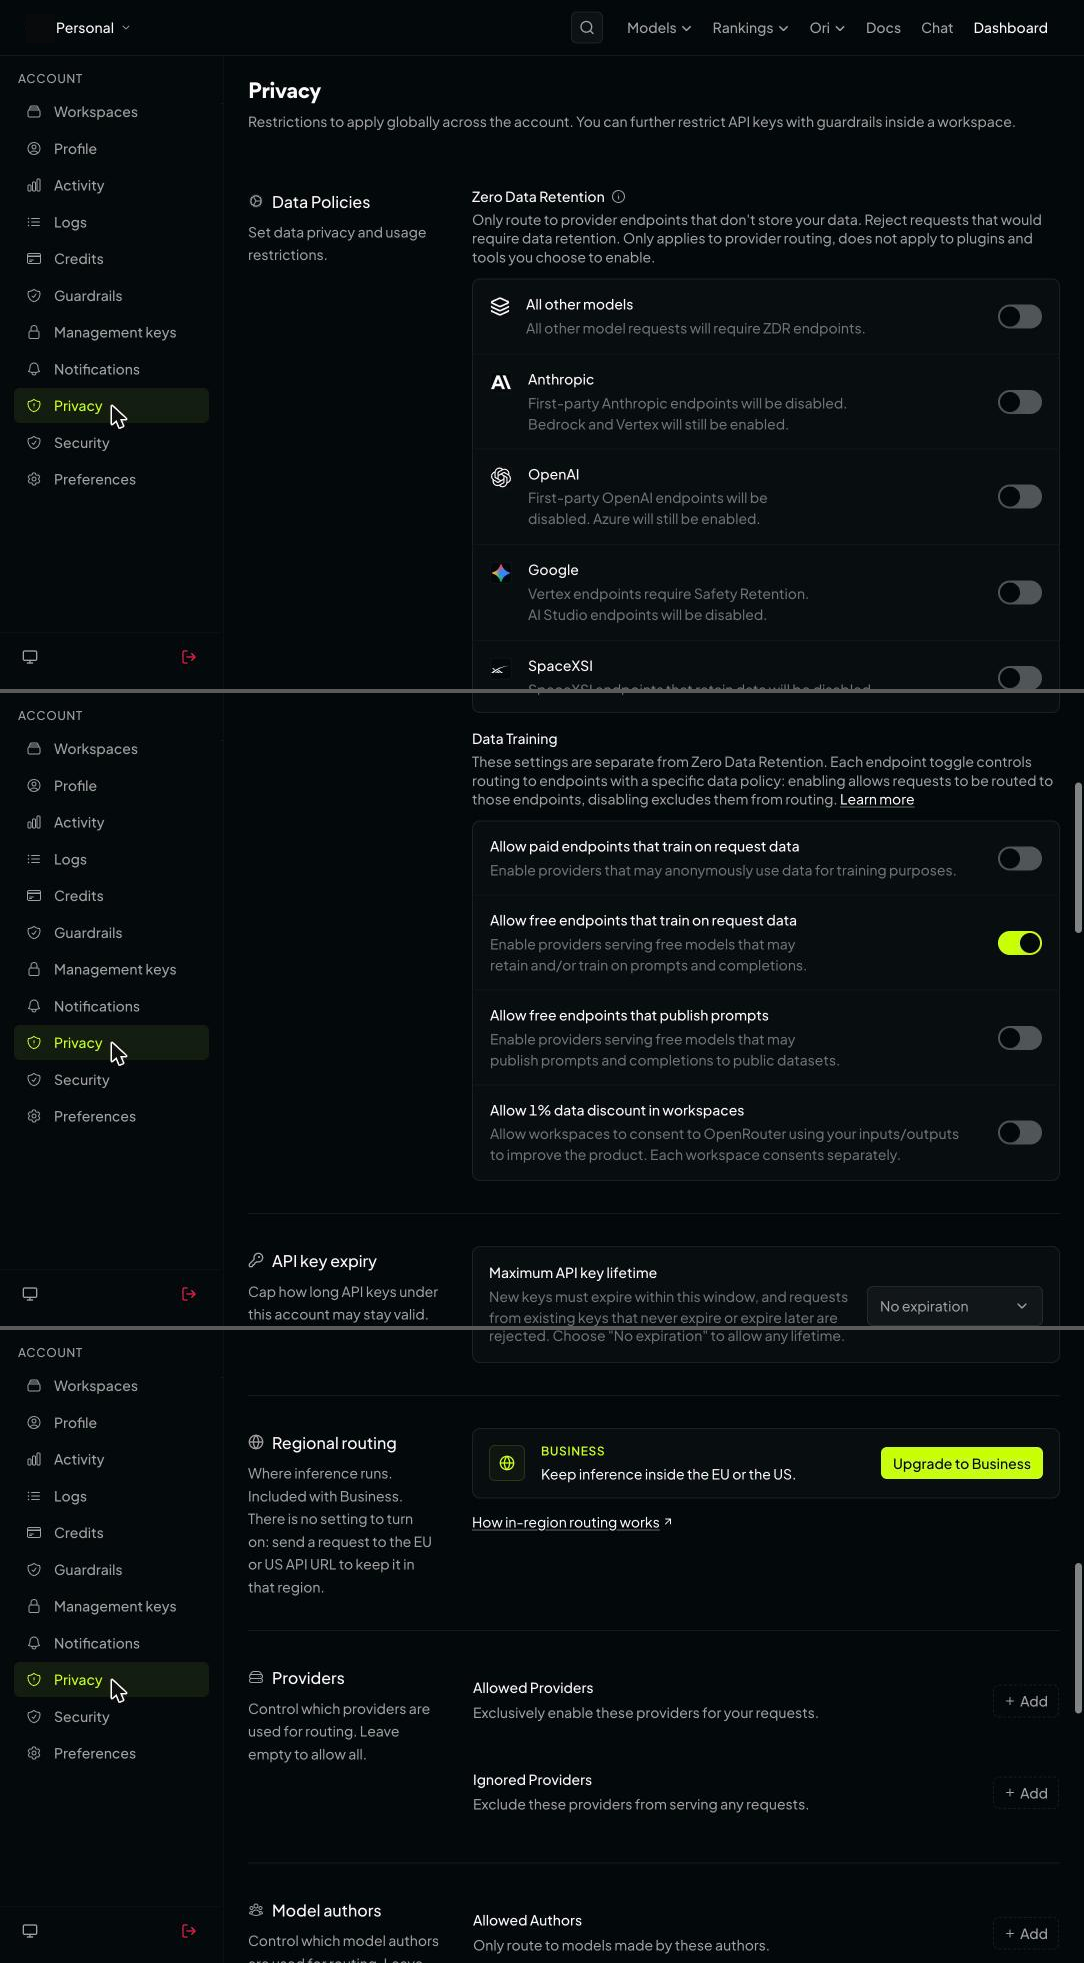 Personal
Models
Rankings
Ori
Docs
Chat
Dashboard
ACCOUNT
Workspaces
Profile
Activity
Logs
Credits
Guardrails
Management keys
Notifications
Privacy
Security
Preferences
Privacy
Restrictions to apply globally across the account. You can further restrict API keys with guardrails inside a workspace.
Data Policies
Set data privacy and usage
restrictions.
Zero Data Retention
Only route to provider endpoints that don't store your data. Reject requests that would
require data retention. Only applies to provider routing, does not apply to plugins and
tools you choose to enable.
All other models
All other model requests will require ZDR endpoints.
Anthropic
First-party Anthropic endpoints will be disabled.
Bedrock and Vertex will still be enabled.
OpenAI
First-party OpenAI endpoints will be
disabled. Azure will still be enabled.
Google
Vertex endpoints require Safety Retention.
AI Studio endpoints will be disabled.
SpaceXSI
SpaceXSI endpoints that retain data will be disabled.
ACCOUNT
Workspaces
Profile
Activity
Logs
Credits
Guardrails
Management keys
Notifications
Privacy
Security
Preferences
Data Training
These settings are separate from Zero Data Retention. Each endpoint toggle controls
routing to endpoints with a specific data policy: enabling allows requests to be routed to
those endpoints, disabling excludes them from routing. Learn more
Allow paid endpoints that train on request data
Enable providers that may anonymously use data for training purposes.
Allow free endpoints that train on request data
Enable providers serving free models that may
retain and/or train on prompts and completions.
Allow free endpoints that publish prompts
Enable providers serving free models that may
publish prompts and completions to public datasets.
Allow 1% data discount in workspaces
Allow workspaces to consent to OpenRouter using your inputs/outputs
to improve the product. Each workspace consents separately.
API key expiry
Cap how long API keys under
this account may stay valid.
Maximum API key lifetime
New keys must expire within this window, and requests
from existing keys that never expire or expire later are
rejected. Choose "No expiration" to allow any lifetime.
No expiration
ACCOUNT
Workspaces
Profile
Activity
Logs
Credits
Guardrails
Management keys
Notifications
Privacy
Security
Preferences
Regional routing
Where inference runs.
Included with Business.
There is no setting to turn
on: send a request to the EU
or US API URL to keep it in
that region.
BUSINESS
Keep inference inside the EU or the US.
Upgrade to Business
How in-region routing works
Providers
Control which providers are
used for routing. Leave
empty to allow all.
Allowed Providers
Exclusively enable these providers for your requests.
+ Add
Ignored Providers
Exclude these providers from serving any requests.
+ Add
Model authors
Control which model authors
are used for routing. Leave
Allowed Authors
Only route to models made by these authors.
+ Add